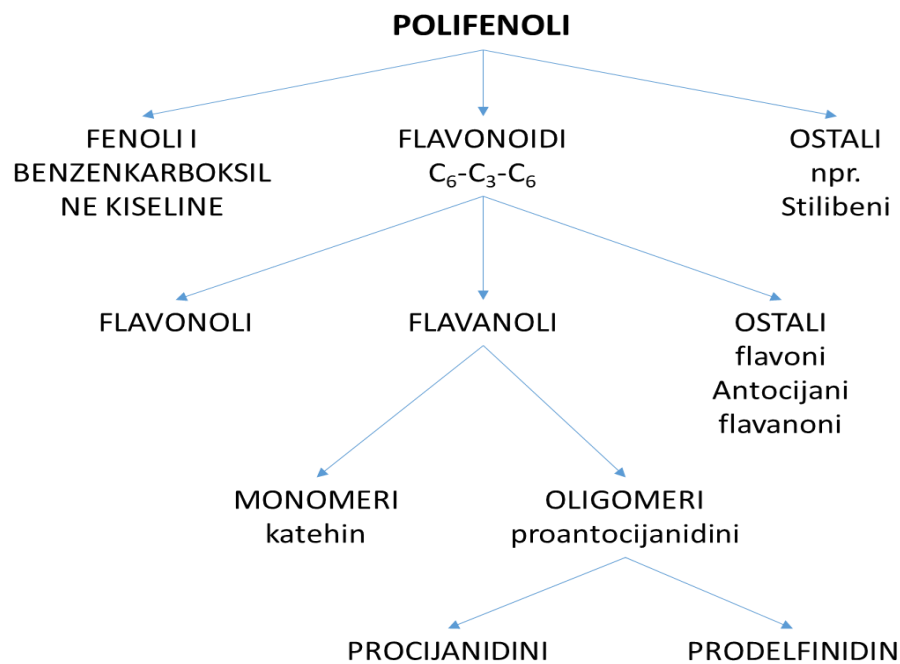 POLIFENOLI
FENOLI I
BENZENKARBOKSIL
NE KISELINE
FLAVONOIDI
C₆-C₃-C₆
OSTALI
npr.
Stilibeni
FLAVONOLI
FLAVANOLI
OSTALI
flavoni
Antocijani
flavanoni
MONOMERI
katehin
OLIGOMERI
proantocijanidini
PROCIJANIDINI
PRODELFINIDIN